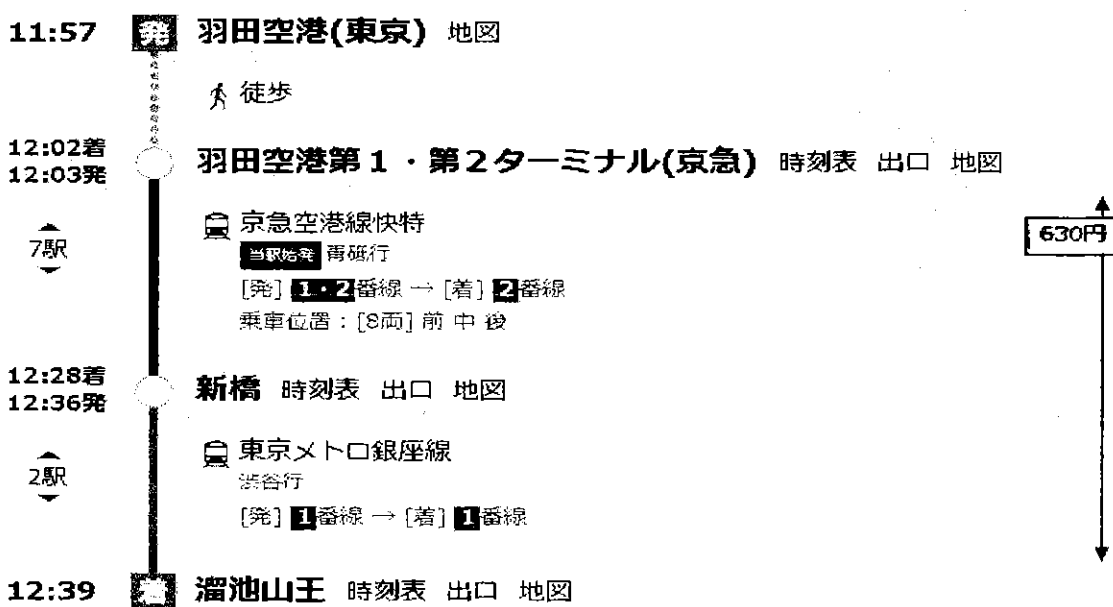 11:57 発 羽田空港(東京) 地図
徒歩
12:02着
12:03発
羽田空港第1・第2ターミナル(京急) 時刻表 出口 地図
7駅
京急空港線快特
当駅始発 青砥行
[発] 1・2番線 → [着] 2番線
乗車位置：[8両] 前 中 後
630円
12:28着
12:36発
新橋 時刻表 出口 地図
2駅
東京メトロ銀座線
渋谷行
[発] 1番線 → [着] 1番線
12:39 着 溜池山王 時刻表 出口 地図